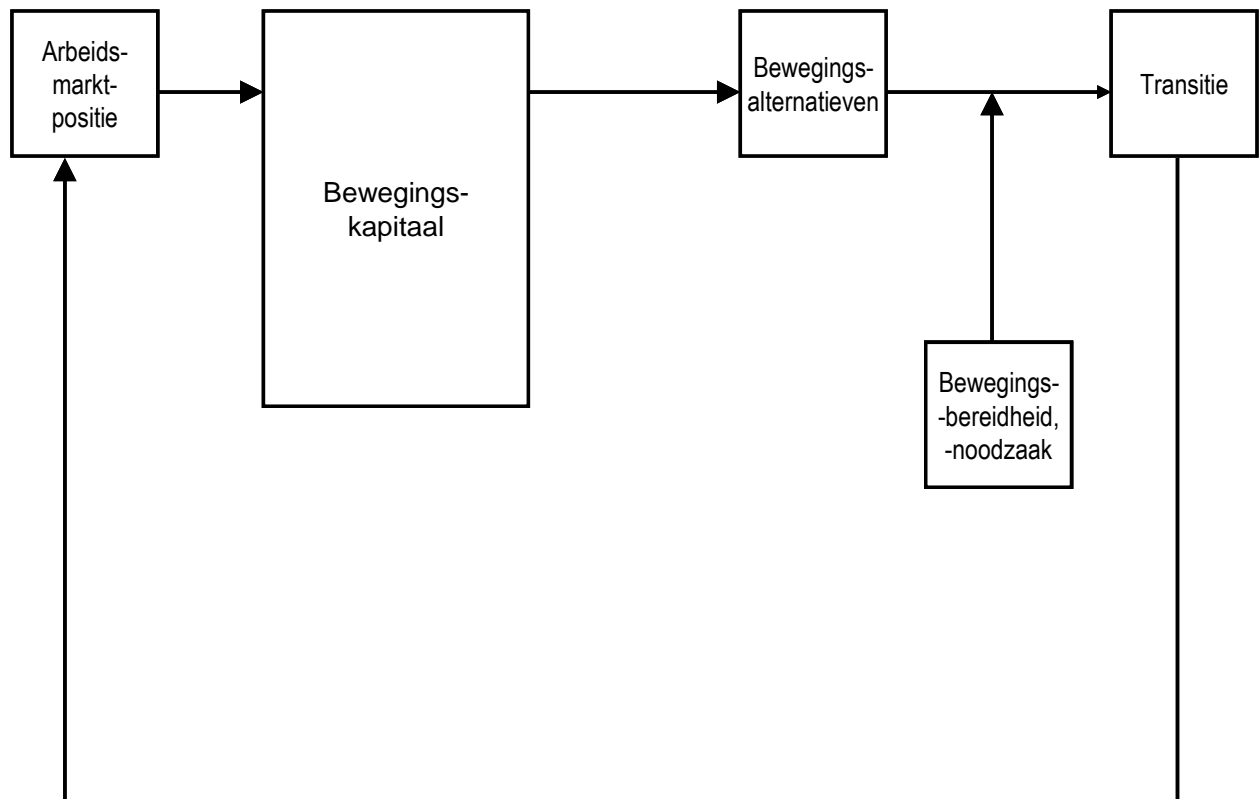 Arbeids-
markt-
positie
Bewegings-
kapitaal
Bewegings-
alternatieven
Transitie
Bewegings-
-bereidheid,
-noodzaak